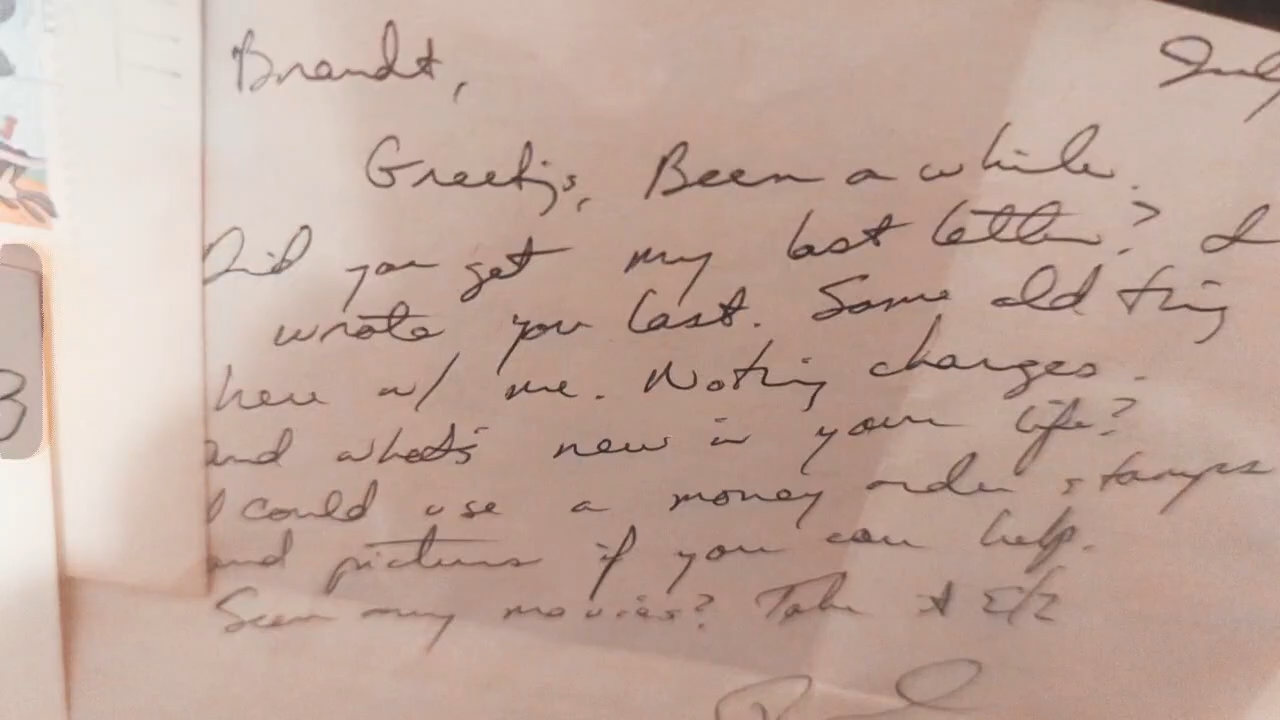 Brandt,
July
Greetings, Been a while.
Did you get my last letter? I
wrote you last. Same old thing
here w/ me. Nothing changes.
and what's new in your life?
I could use a money order, stamps
and pictures if you can help.
Seen any movies? Take it E/Z